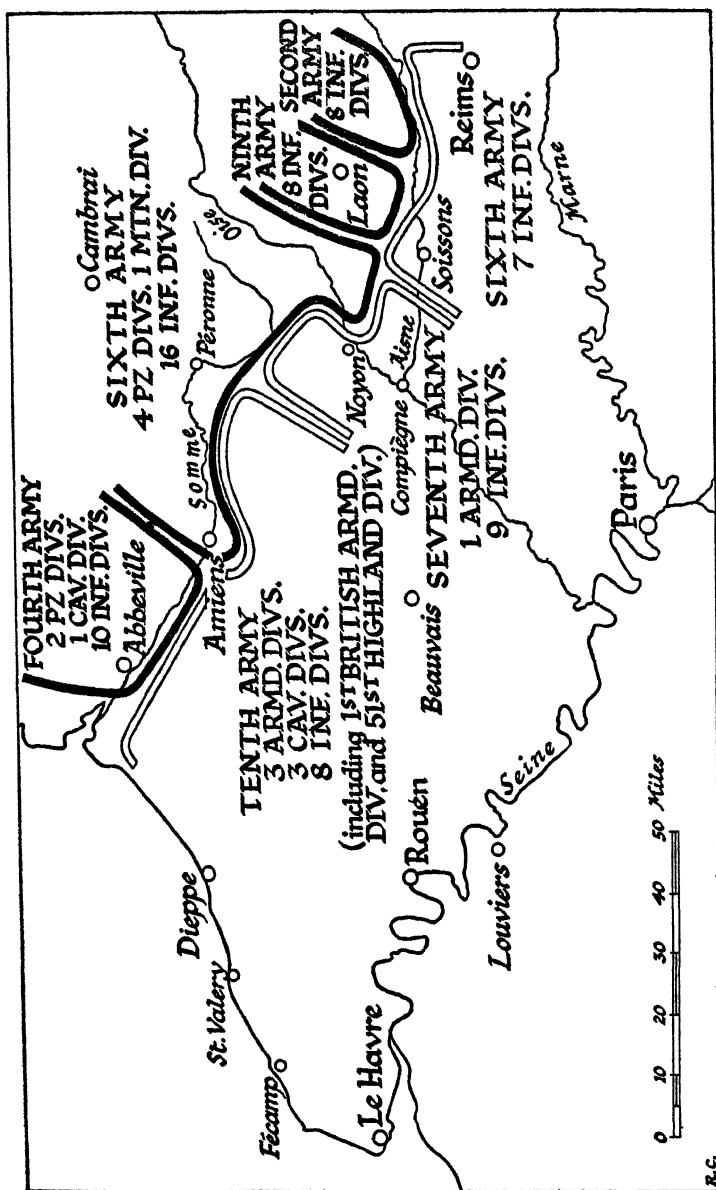 FOURTH ARMY
2 PZ DIVS.
1 CAV. DIV.
10 INF. DIVS.
Abbeville
Cambrai
SIXTH ARMY
4 PZ DIVS. 1 MTN. DIV.
16 INF. DIVS.
Péronne
Somme
Oise
NINTH
ARMY
8 INF.
DIVS.
SECOND
ARMY
8 INF.
DIVS.
Laon
Amiens
TENTH ARMY
3 ARMD. DIVS.
3 CAV. DIVS.
8 INF. DIVS.
(including 1ST BRITISH ARMD.
DIV, and 51ST HIGHLAND DIV.)
Noyon
Compiègne
Aisne
Soissons
Reims
SEVENTH ARMY
1 ARMD. DIV.
9 INF. DIVS.
SIXTH ARMY
7 INF. DIVS.
Marne
Dieppe
St. Valery
Fécamp
Le Havre
Rouen
Beauvais
Louviers
Seine
Paris
0 10 20 30 40 50 Miles
R.C.